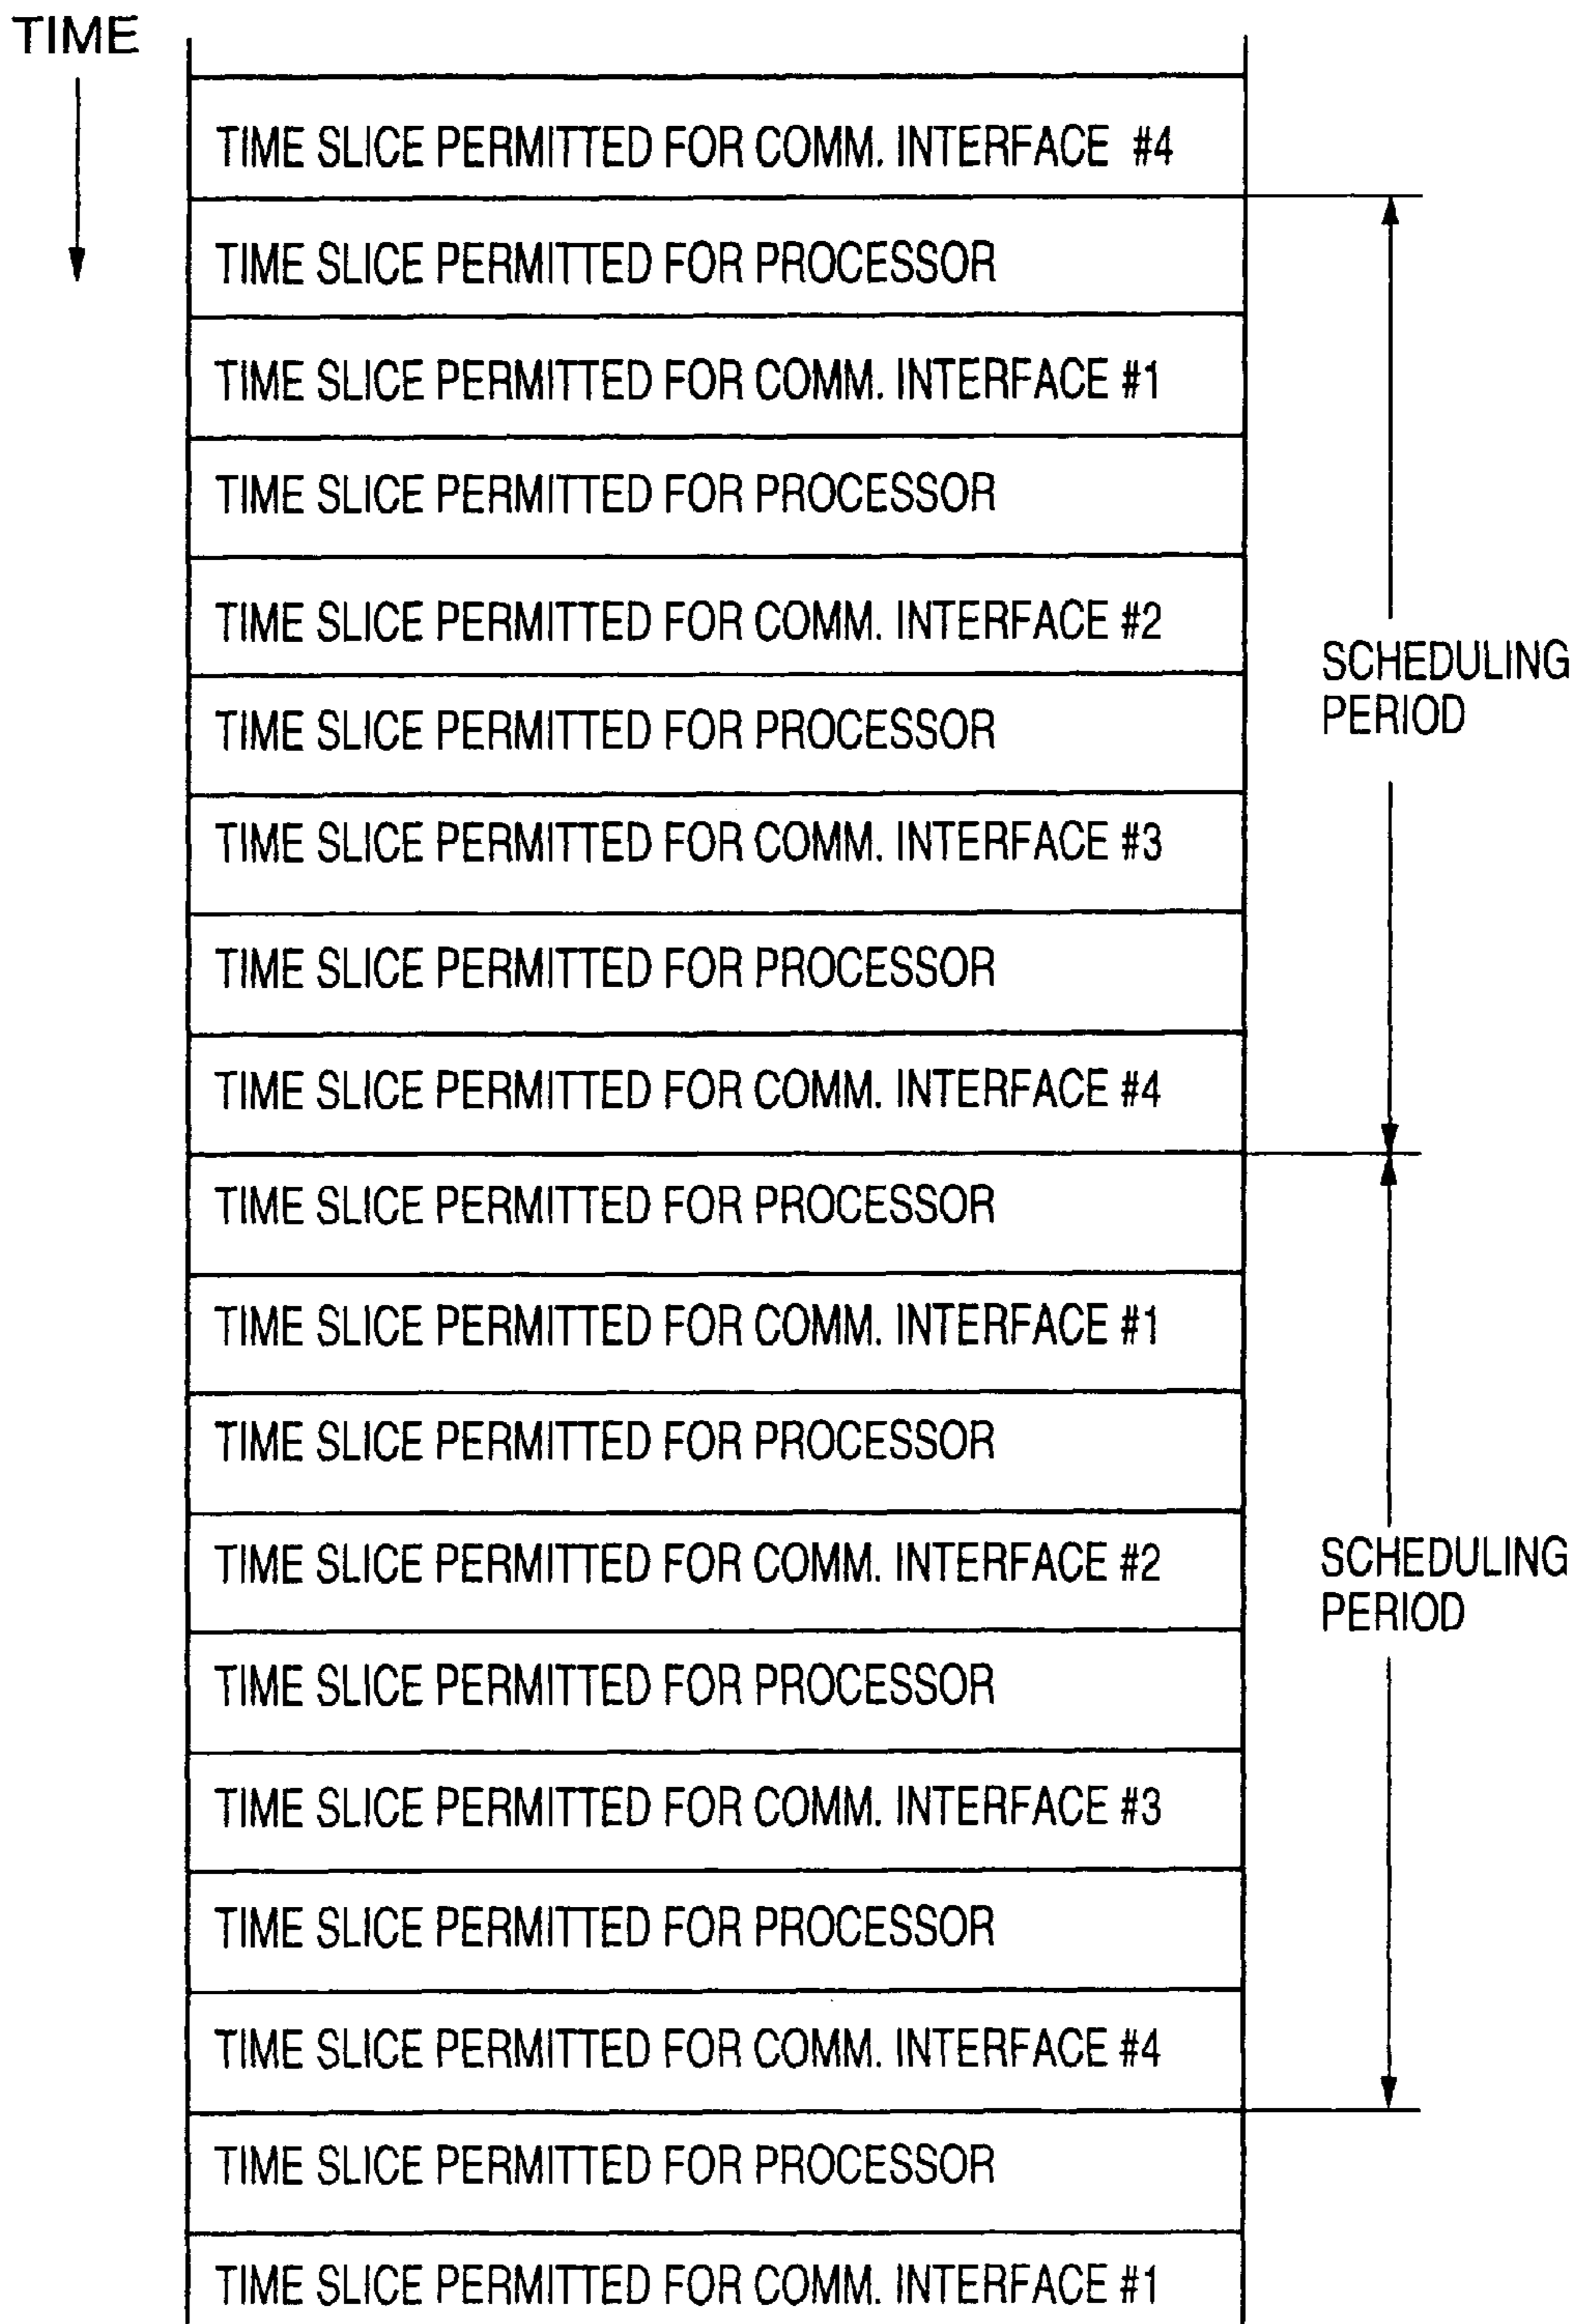 TIME
TIME SLICE PERMITTED FOR COMM. INTERFACE #4
TIME SLICE PERMITTED FOR PROCESSOR
TIME SLICE PERMITTED FOR COMM. INTERFACE #1
TIME SLICE PERMITTED FOR PROCESSOR
TIME SLICE PERMITTED FOR COMM. INTERFACE #2
SCHEDULING
PERIOD
TIME SLICE PERMITTED FOR PROCESSOR
TIME SLICE PERMITTED FOR COMM. INTERFACE #3
TIME SLICE PERMITTED FOR PROCESSOR
TIME SLICE PERMITTED FOR COMM. INTERFACE #4
TIME SLICE PERMITTED FOR PROCESSOR
TIME SLICE PERMITTED FOR COMM. INTERFACE #1
TIME SLICE PERMITTED FOR PROCESSOR
TIME SLICE PERMITTED FOR COMM. INTERFACE #2
SCHEDULING
PERIOD
TIME SLICE PERMITTED FOR PROCESSOR
TIME SLICE PERMITTED FOR COMM. INTERFACE #3
TIME SLICE PERMITTED FOR PROCESSOR
TIME SLICE PERMITTED FOR COMM. INTERFACE #4
TIME SLICE PERMITTED FOR PROCESSOR
TIME SLICE PERMITTED FOR COMM. INTERFACE #1